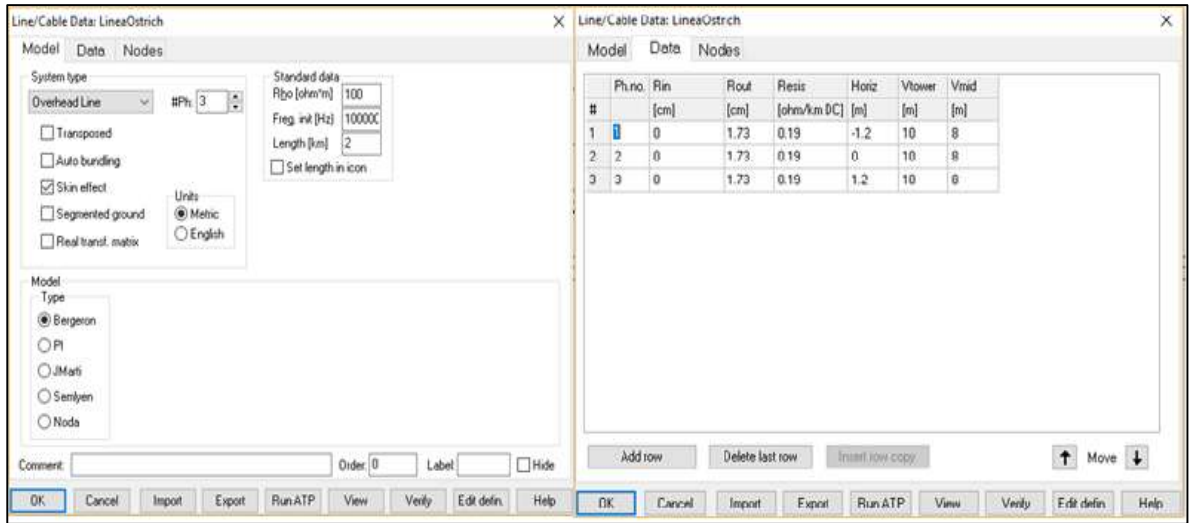 Line/Cable Data: LineaOstrich
Model Data Nodes
System type
Overhead Line #Ph: 3
Transposed
Auto bundling
Skin effect
Segmented ground
Real transf. matrix
Units
Metric
English
Standard data
Rho [ohm*m] 100
Freq. init [Hz] 10000
Length [km] 2
Set length in icon
Model
Type
Bergeron
PI
JMarti
Semlyen
Noda
Comment: Order: 0 Label: Hide
OK Cancel Import Export Run ATP View Verify Edit defin. Help
Line/Cable Data: LineaOstrich
Model Data Nodes
Ph.no. Rin Rout Resis Horiz Vtower Vmid
# [cm] [cm] [ohm/km DC] [m] [m] [m]
1 1 0 1.73 0.19 -1.2 10 8
2 2 0 1.73 0.19 0 10 8
3 3 0 1.73 0.19 1.2 10 8
Add row Delete last row Insert row copy Move
OK Cancel Import Export Run ATP View Verify Edit defin. Help